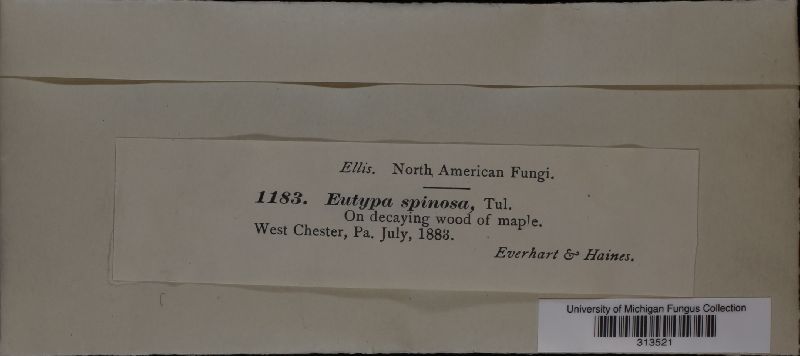 Ellis. North American Fungi.
1183. Eutypa spinosa, Tul.
On decaying wood of maple.
West Chester, Pa. July, 1883.
Everhart & Haines.
University of Michigan Fungus Collection
313521